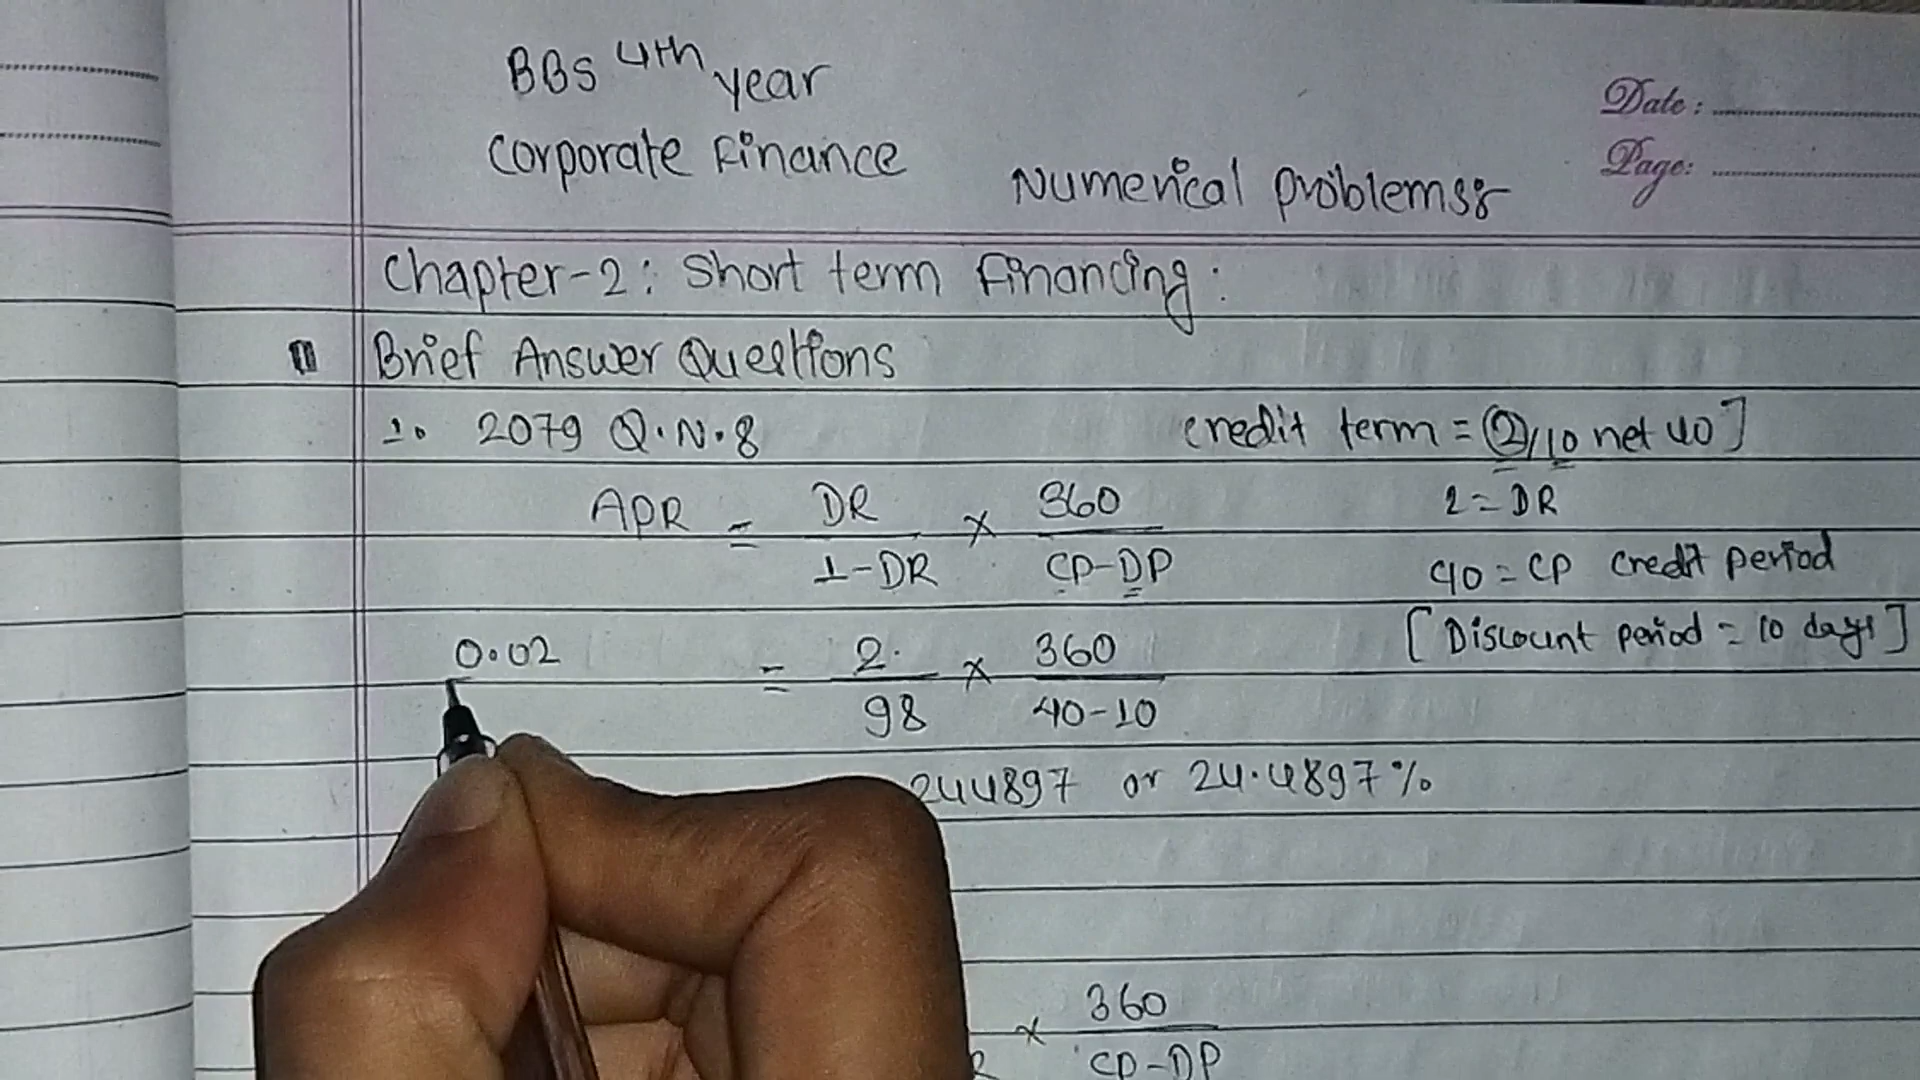 BBS 4th year
Corporate Finance
Numerical problems:
Date:
Page:
Chapter-2: Short term Financing:
Brief Answer Questions
1. 2079 Q.N.8
credit term = 2/10 net 40]
APR = DR / 1-DR × 360 / CP-DP
2 = DR
40 = CP credit period
[Discount period = 10 days]
0.02
= 2 / 98 × 360 / 40-10
244897 or 24.4897%
× 360 / CP-DP